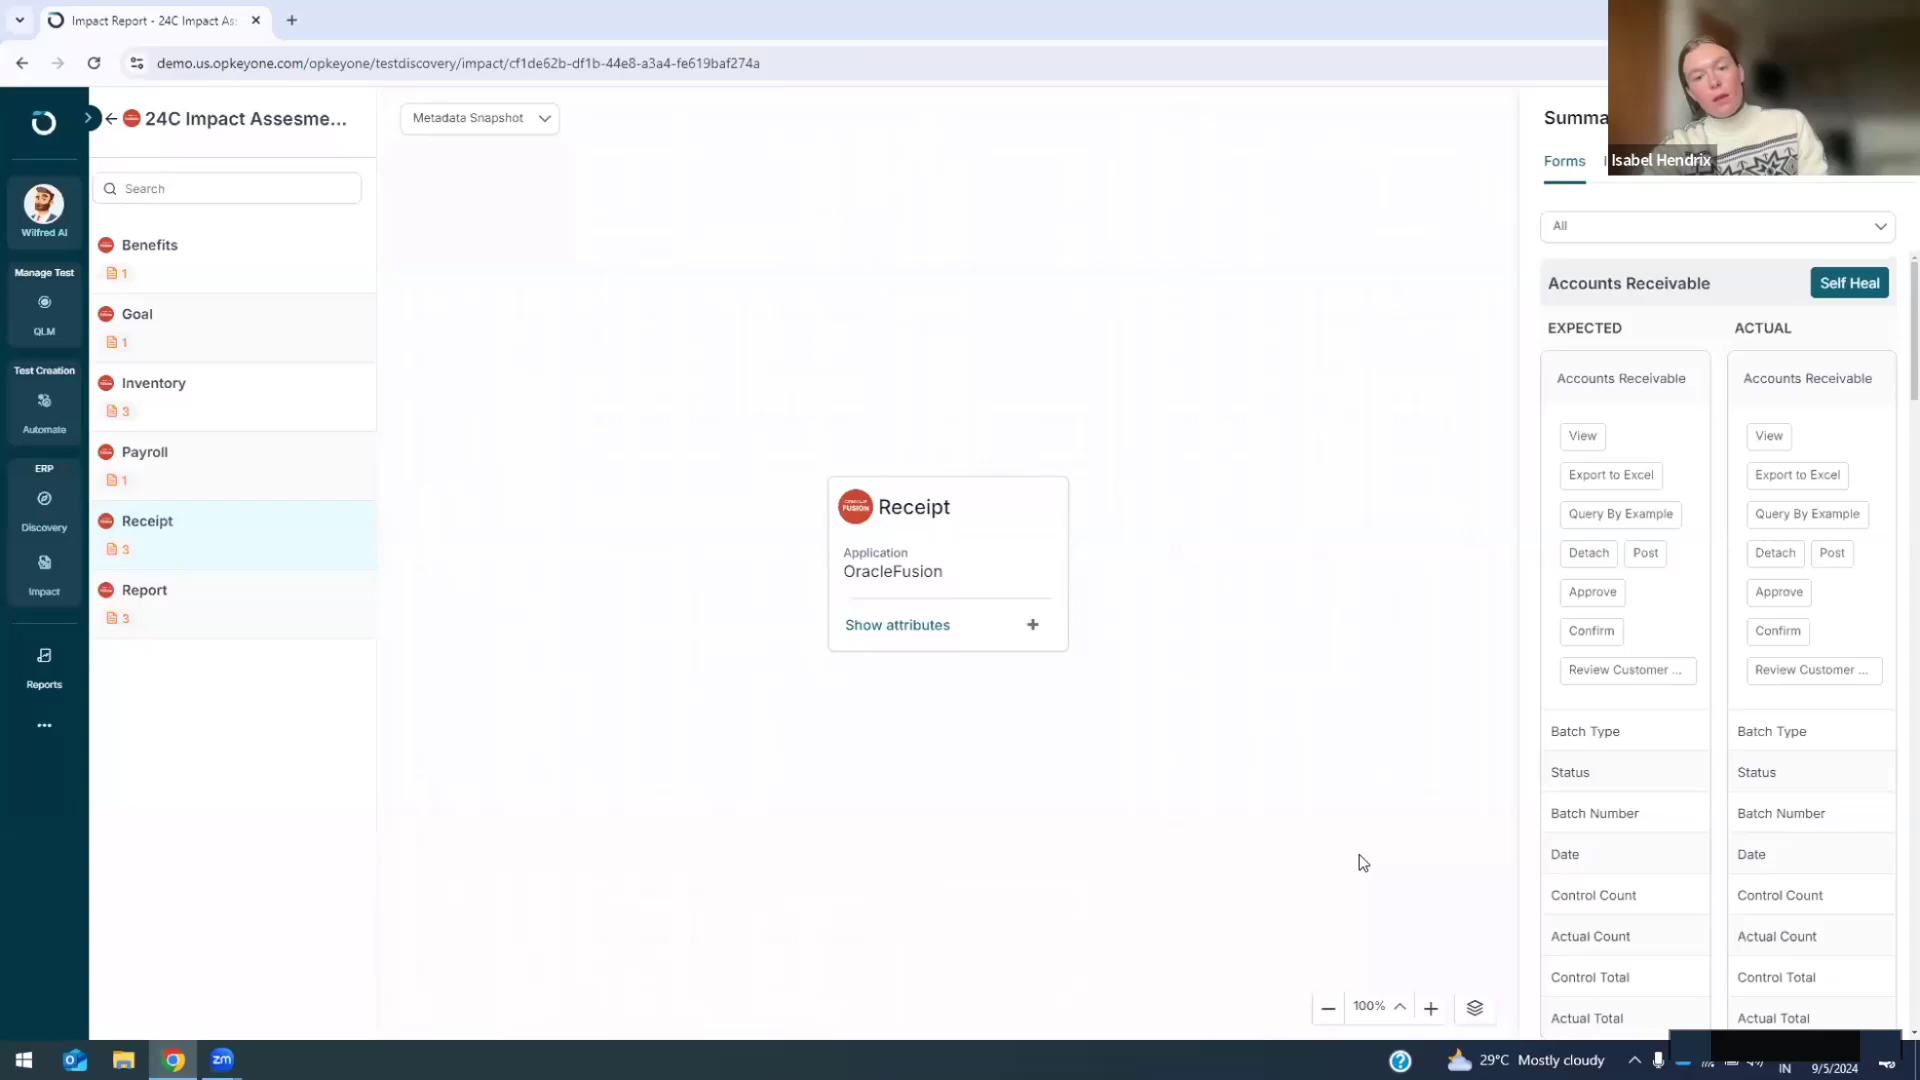 Impact Report - 24C Impact As
demo.us.opkeyone.com/opkeyone/testdiscovery/impact/cf1de62b-df1b-44e8-a3a4-fe619baf274a
Wilfred AI
Manage Test
QLM
Test Creation
Automate
ERP
Discovery
Impact
Reports
24C Impact Assesme...
Search
Benefits
1
Goal
1
Inventory
3
Payroll
1
Receipt
3
Report
3
Metadata Snapshot
ORACLE FUSION
Receipt
Application
OracleFusion
Show attributes
100%
Summa
Isabel Hendrix
Forms
All
Accounts Receivable
Self Heal
EXPECTED
ACTUAL
Accounts Receivable
Accounts Receivable
View
View
Export to Excel
Export to Excel
Query By Example
Query By Example
Detach Post
Detach Post
Approve
Approve
Confirm
Confirm
Review Customer ...
Review Customer ...
Batch Type
Batch Type
Status
Status
Batch Number
Batch Number
Date
Date
Control Count
Control Count
Actual Count
Actual Count
Control Total
Control Total
Actual Total
Actual Total
zm
29°C Mostly cloudy
IN
9/5/2024